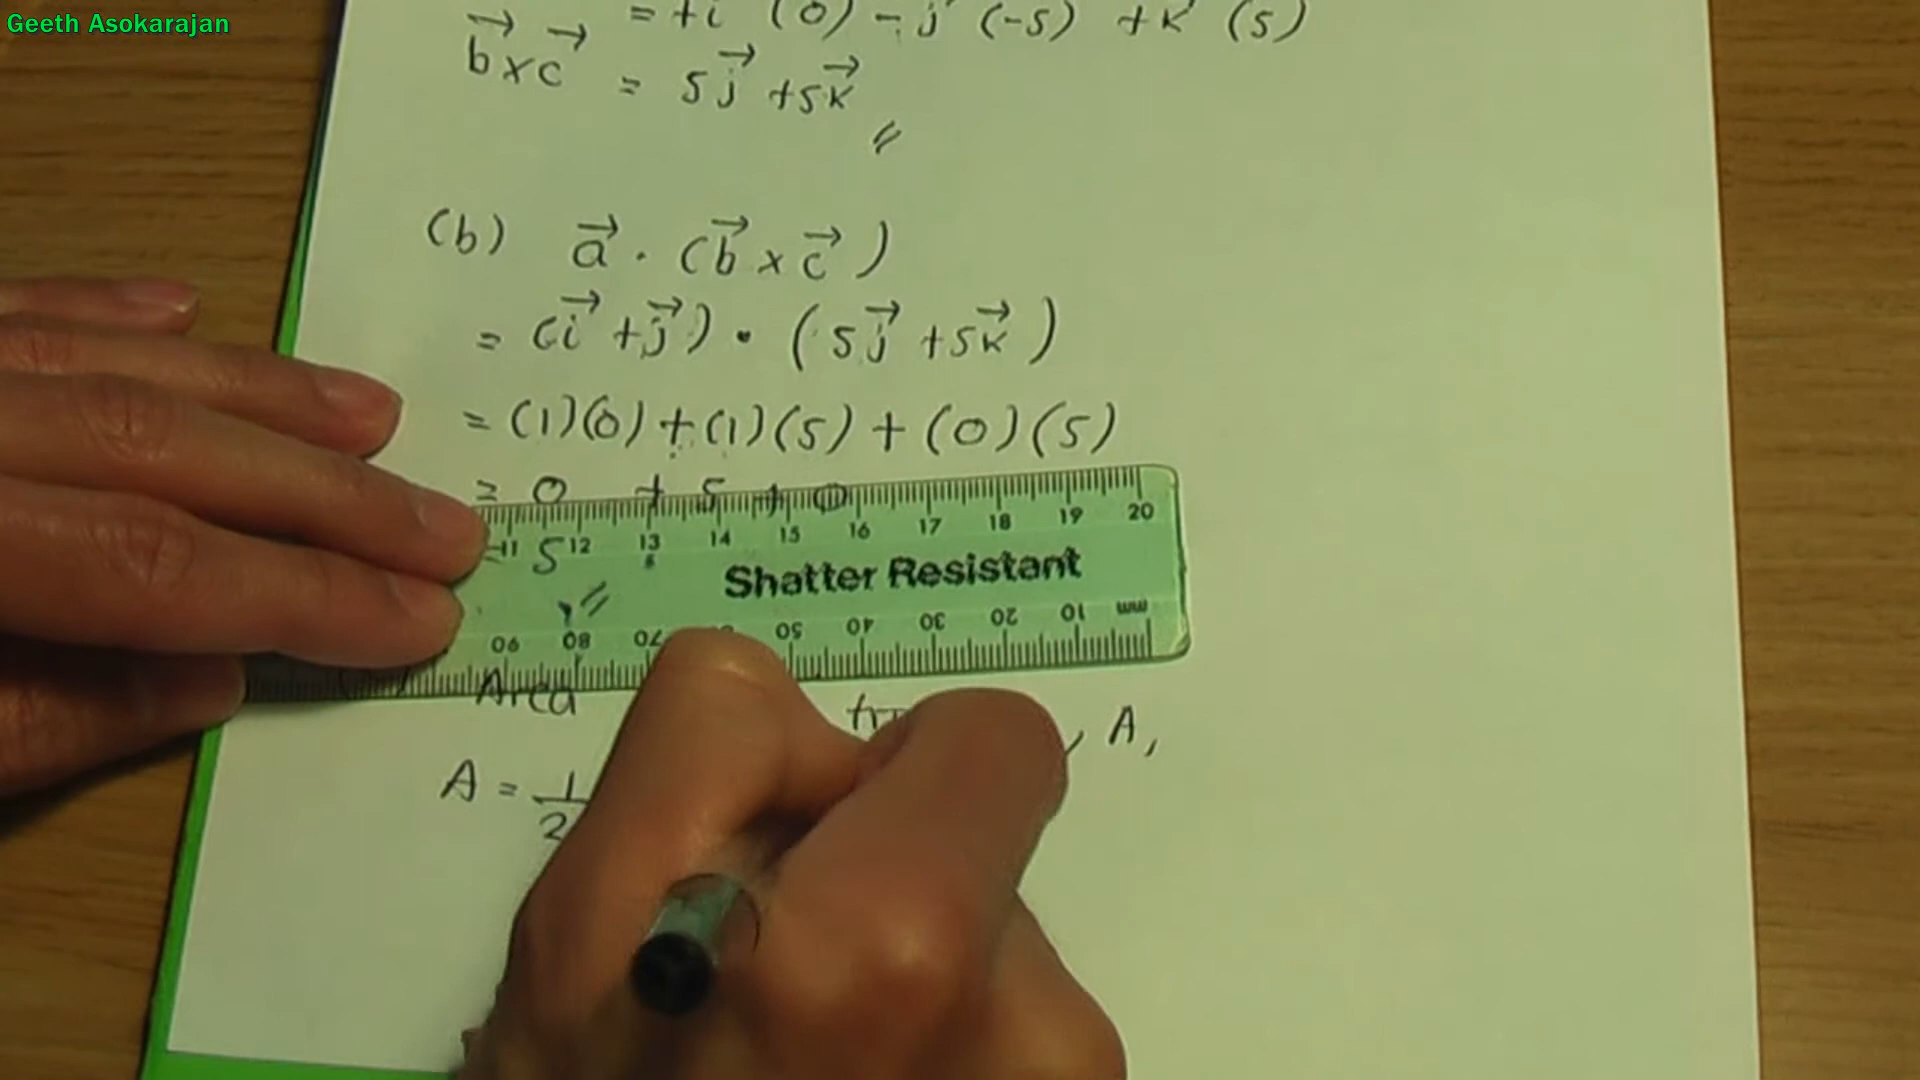 Geeth Asokarajan
= +i (0) - j (-5) + k (5)
b⃗ × c⃗ = 5j⃗ + 5k⃗ //
(b) a⃗ · (b⃗ × c⃗)
= (i⃗ + j⃗) · (5j⃗ + 5k⃗)
= (1)(0) + (1)(5) + (0)(5)
= 0 + 5 + 0
11 12 13 14 15 16 17 18 19 20
= 5 //
Shatter Resistant
90 80 70 50 40 30 20 10 mm
Area , A,
A = 1/2